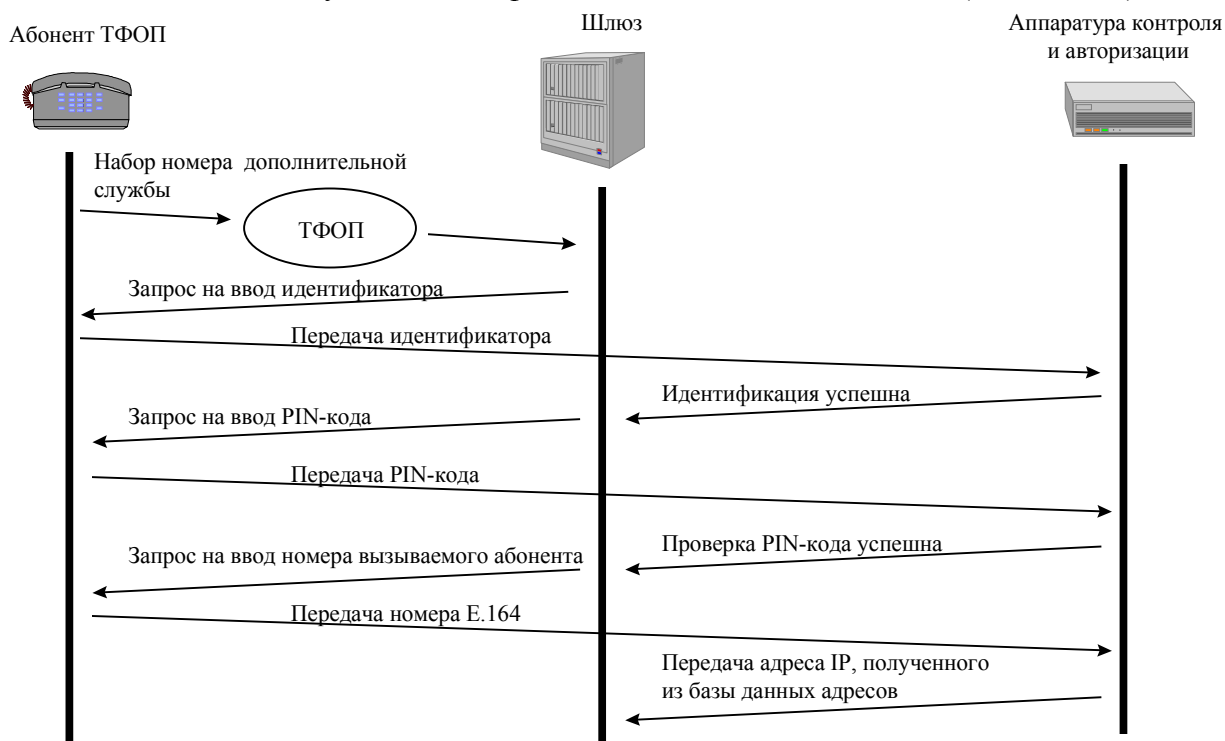 Абонент ТФОП
Шлюз
Аппаратура контроля
и авторизации
Набор номера дополнительной
службы
ТФОП
Запрос на ввод идентификатора
Передача идентификатора
Идентификация успешна
Запрос на ввод PIN-кода
Передача PIN-кода
Проверка PIN-кода успешна
Запрос на ввод номера вызываемого абонента
Передача номера Е.164
Передача адреса IP, полученного
из базы данных адресов